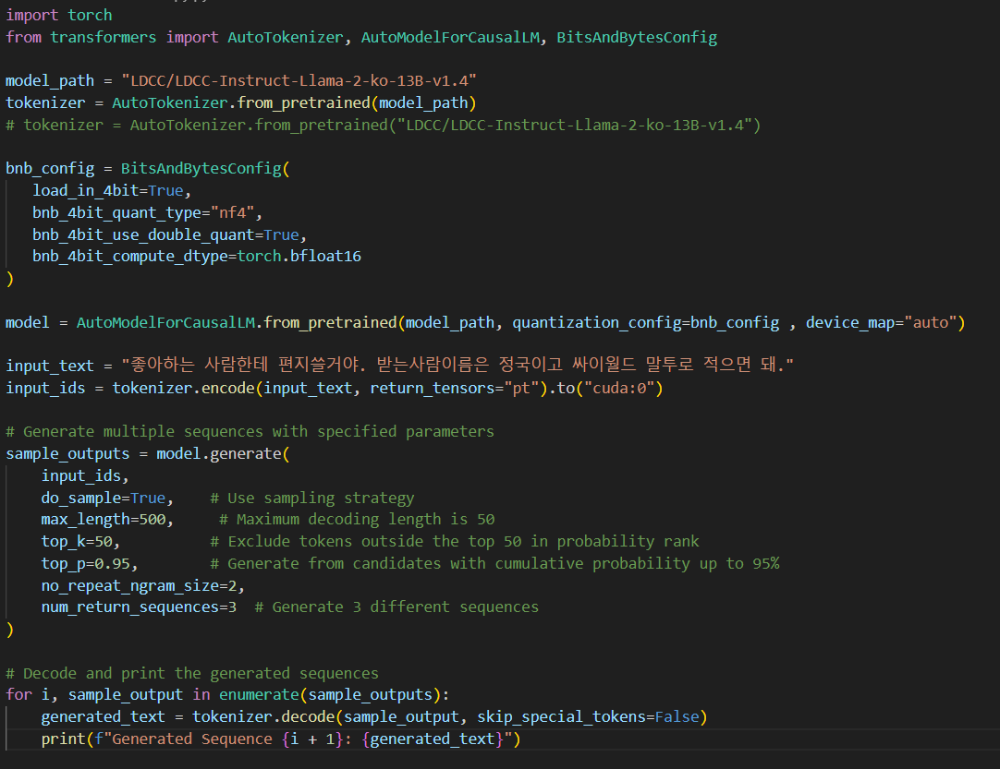 import torch
from transformers import AutoTokenizer, AutoModelForCausalLM, BitsAndBytesConfig
model_path = "LDCC/LDCC-Instruct-Llama-2-ko-13B-v1.4"
tokenizer = AutoTokenizer.from_pretrained(model_path)
# tokenizer = AutoTokenizer.from_pretrained("LDCC/LDCC-Instruct-Llama-2-ko-13B-v1.4")
bnb_config = BitsAndBytesConfig(
load_in_4bit=True,
bnb_4bit_quant_type="nf4",
bnb_4bit_use_double_quant=True,
bnb_4bit_compute_dtype=torch.bfloat16
)
model = AutoModelForCausalLM.from_pretrained(model_path, quantization_config=bnb_config , device_map="auto")
input_text = "좋아하는 사람한테 편지쓸거야. 받는사람이름은 정국이고 싸이월드 말투로 적으면 돼."
input_ids = tokenizer.encode(input_text, return_tensors="pt").to("cuda:0")
# Generate multiple sequences with specified parameters
sample_outputs = model.generate(
input_ids,
do_sample=True,    # Use sampling strategy
max_length=500,     # Maximum decoding length is 50
top_k=50,          # Exclude tokens outside the top 50 in probability rank
top_p=0.95,        # Generate from candidates with cumulative probability up to 95%
no_repeat_ngram_size=2,
num_return_sequences=3  # Generate 3 different sequences
)
# Decode and print the generated sequences
for i, sample_output in enumerate(sample_outputs):
generated_text = tokenizer.decode(sample_output, skip_special_tokens=False)
print(f"Generated Sequence {i + 1}: {generated_text}")